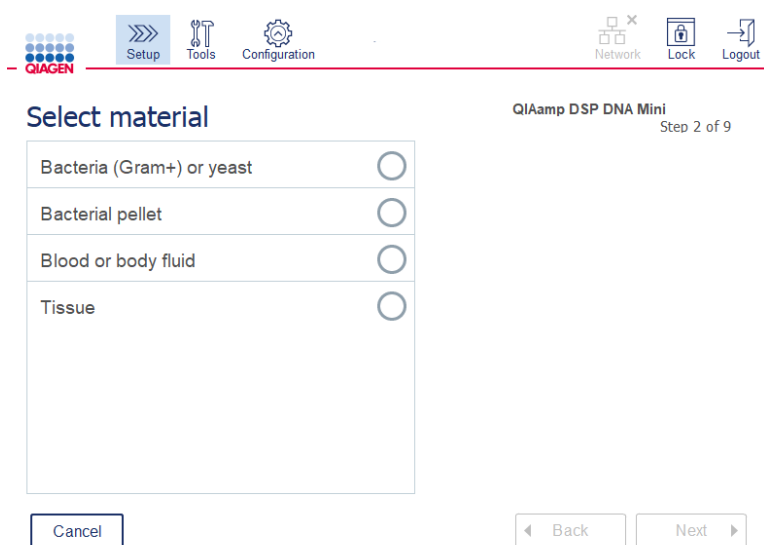 Setup Tools Configuration Network Lock Logout
QIAGEN
Select material
QIAamp DSP DNA Mini
Step 2 of 9
Bacteria (Gram+) or yeast
Bacterial pellet
Blood or body fluid
Tissue
Cancel Back Next